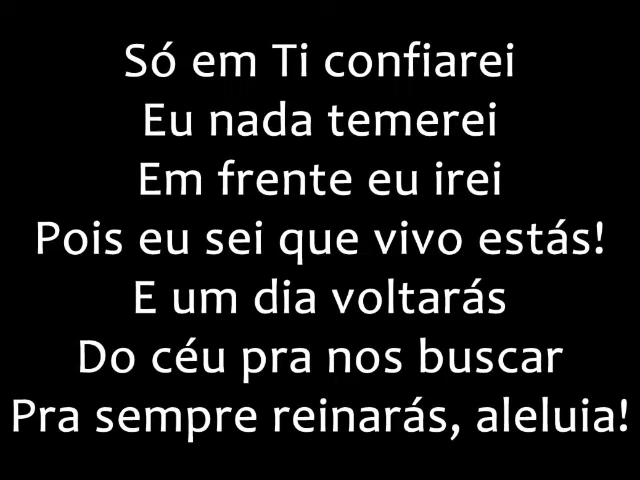 Só em Ti confiarei
Eu nada temerei
Em frente eu irei
Pois eu sei que vivo estás!
E um dia voltarás
Do céu pra nos buscar
Pra sempre reinarás, aleluia!